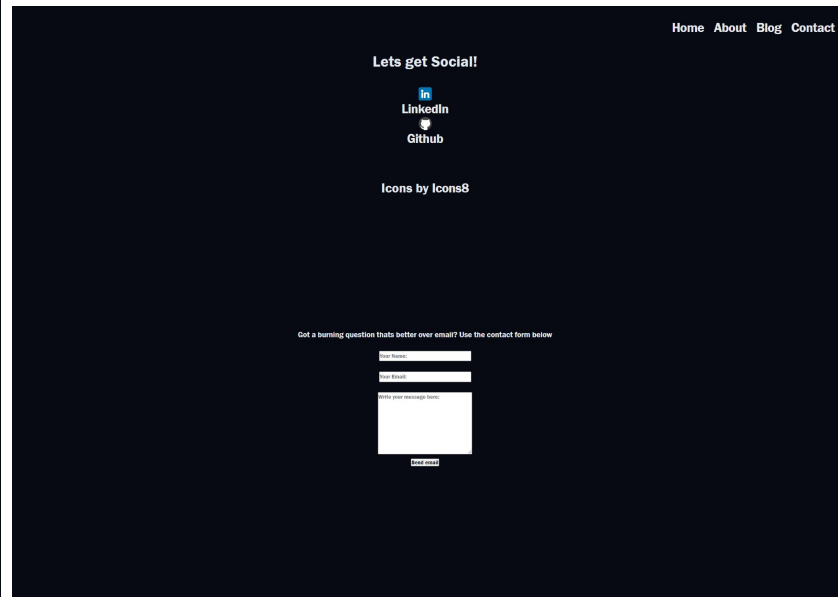 Home About Blog Contact
Lets get Social!
in
LinkedIn
Github
Icons by Icons8
Got a burning question thats better over email? Use the contact form below
Your Name:
Your Email:
Write your message here:
Send email